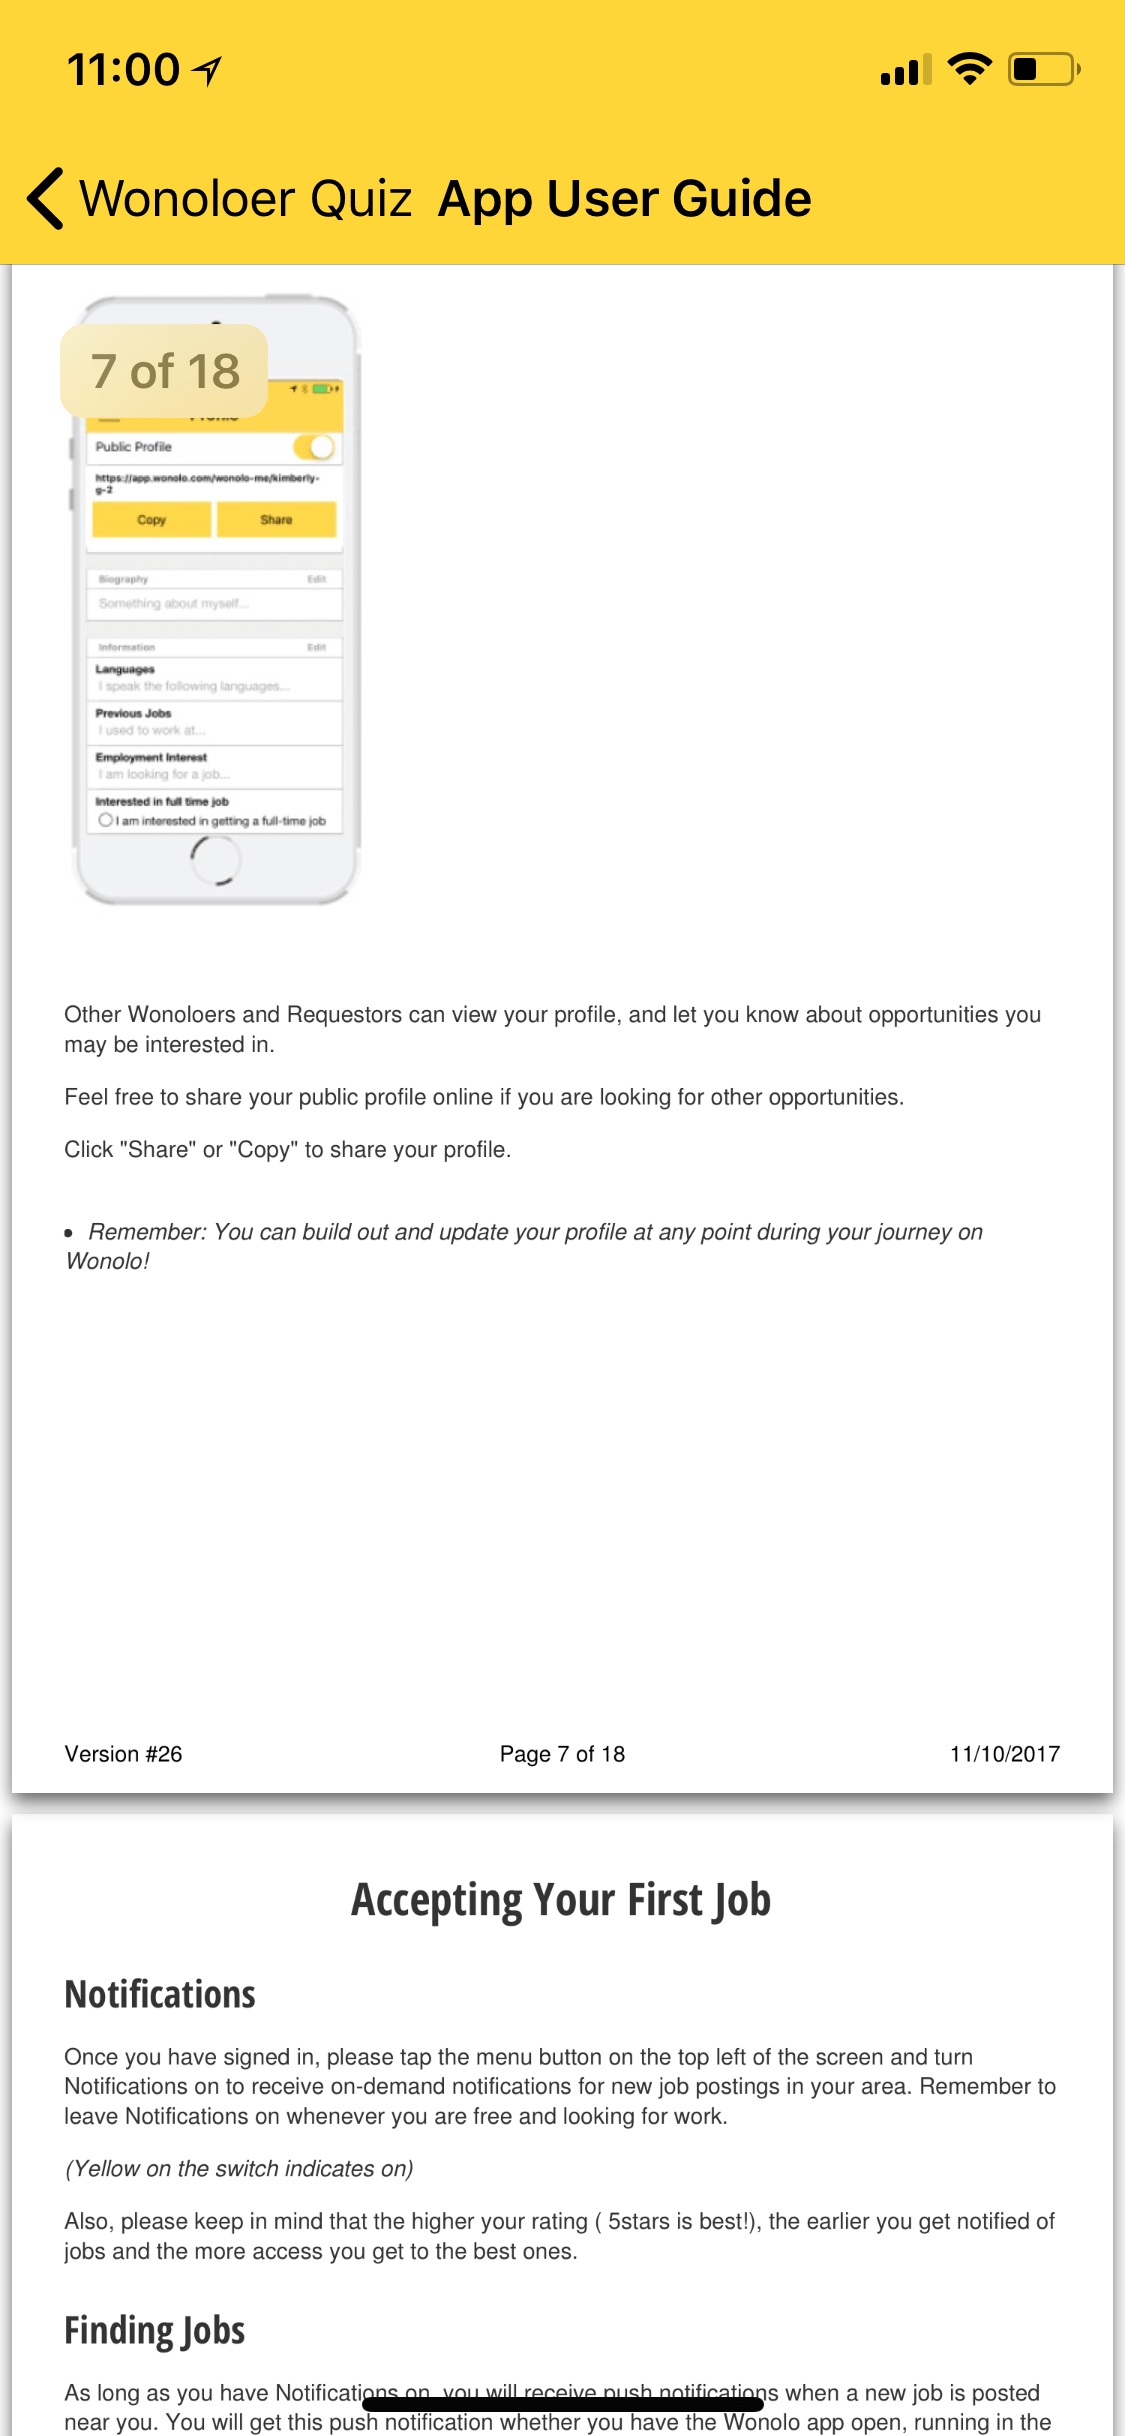 11:00
Wonoloer Quiz App User Guide
7 of 18
Public Profile
https://app.wonolo.com/wonolo-me/kimberly-
g-2
Copy Share
Biography Edit
Something about myself...
Information Edit
Languages
I speak the following languages...
Previous Jobs
I used to work at...
Employment Interest
I am looking for a job...
Interested in full time job
I am interested in getting a full-time job
Other Wonoloers and Requestors can view your profile, and let you know about opportunities you
may be interested in.
Feel free to share your public profile online if you are looking for other opportunities.
Click "Share" or "Copy" to share your profile.
• Remember: You can build out and update your profile at any point during your journey on
Wonolo!
Version #26 Page 7 of 18 11/10/2017
Accepting Your First Job
Notifications
Once you have signed in, please tap the menu button on the top left of the screen and turn
Notifications on to receive on-demand notifications for new job postings in your area. Remember to
leave Notifications on whenever you are free and looking for work.
(Yellow on the switch indicates on)
Also, please keep in mind that the higher your rating ( 5stars is best!), the earlier you get notified of
jobs and the more access you get to the best ones.
Finding Jobs
As long as you have Notifications on, you will receive push notifications when a new job is posted
near you. You will get this push notification whether you have the Wonolo app open, running in the